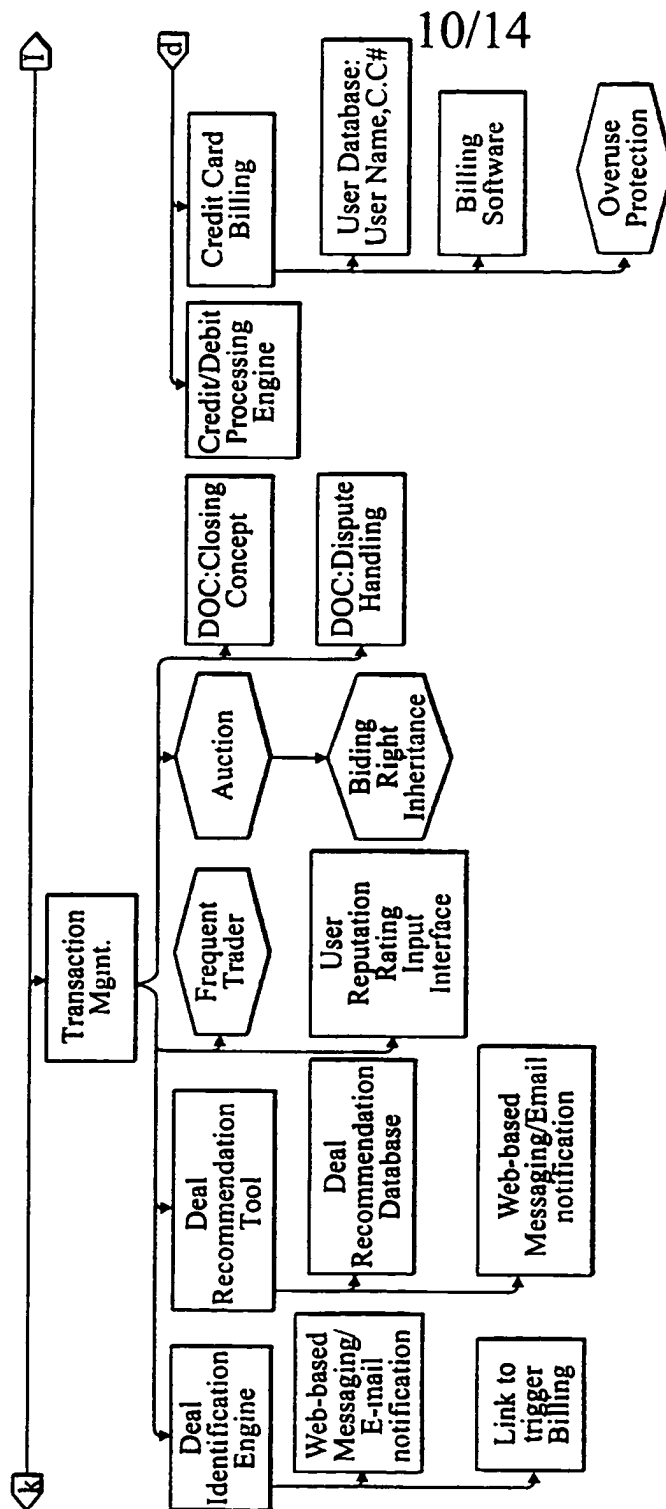 10/14
k
l
Transaction
Mgmt.
p
Deal
Identification
Engine
Deal
Recommendation
Tool
Frequent
Trader
Auction
DOC:Closing
Concept
Credit/Debit
Processing
Engine
Credit Card
Billing
Web-based
Messaging/
E-mail
notification
Deal
Recommendation
Database
User
Reputation
Rating
Input
Interface
Biding
Right
Inheritance
DOC:Dispute
Handling
User Database:
User Name,C.C#
Link to
trigger
Billing
Web-based
Messaging/Email
notification
Billing
Software
Overuse
Protection